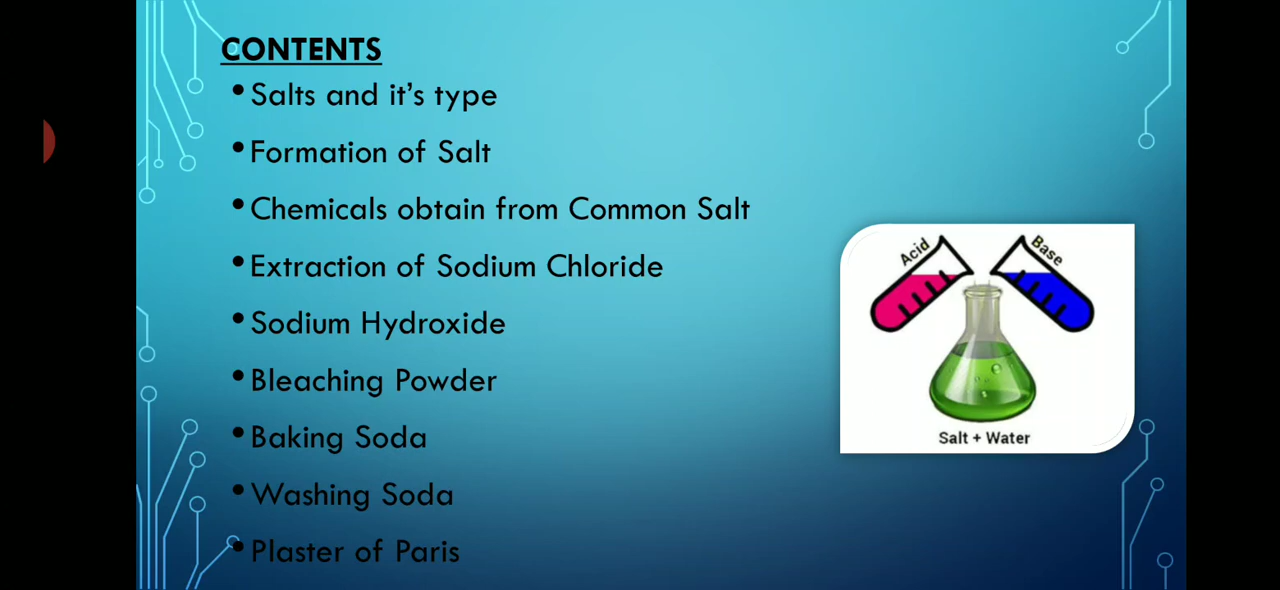 CONTENTS
•Salts and it’s type
•Formation of Salt
•Chemicals obtain from Common Salt
•Extraction of Sodium Chloride
•Sodium Hydroxide
•Bleaching Powder
•Baking Soda
•Washing Soda
•Plaster of Paris
Acid
Base
Salt + Water